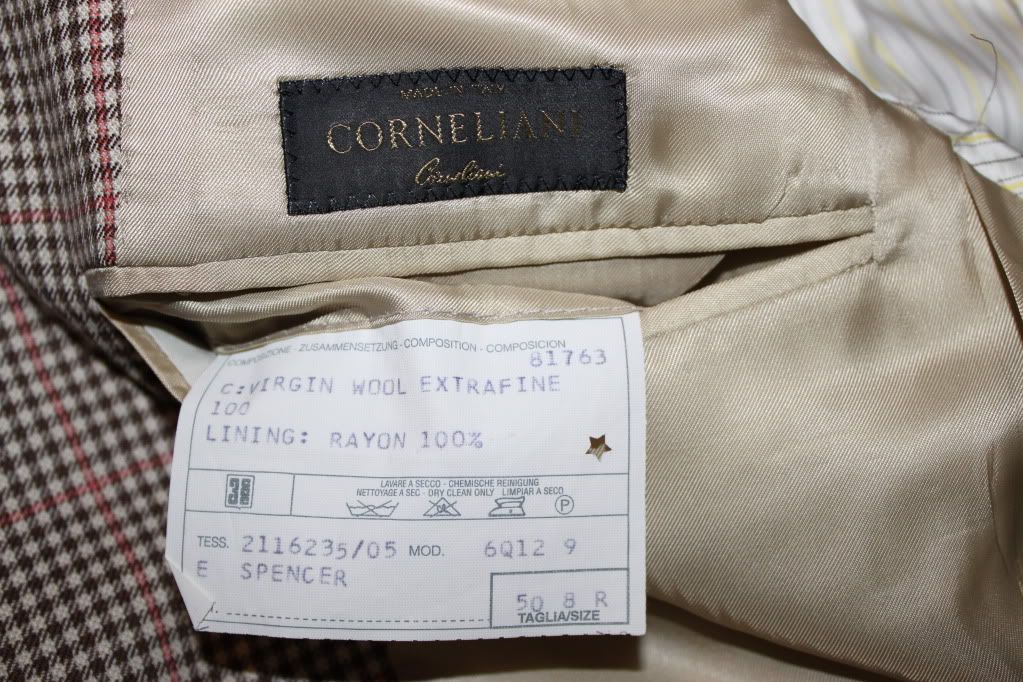 MADE IN ITALY
CORNELIANI
COMPOSIZIONE - ZUSAMMENSETZUNG - COMPOSITION - COMPOSICION
81763
C: VIRGIN WOOL EXTRAFINE
100
LINING: RAYON 100%
LAVARE A SECCO - CHEMISCHE REINIGUNG
NETTOYAGE A SEC - DRY CLEAN ONLY LIMPIAR A SECO
P
TESS. 2116235/05 MOD. 6Q12 9
E SPENCER
50 8 R
TAGLIA/SIZE